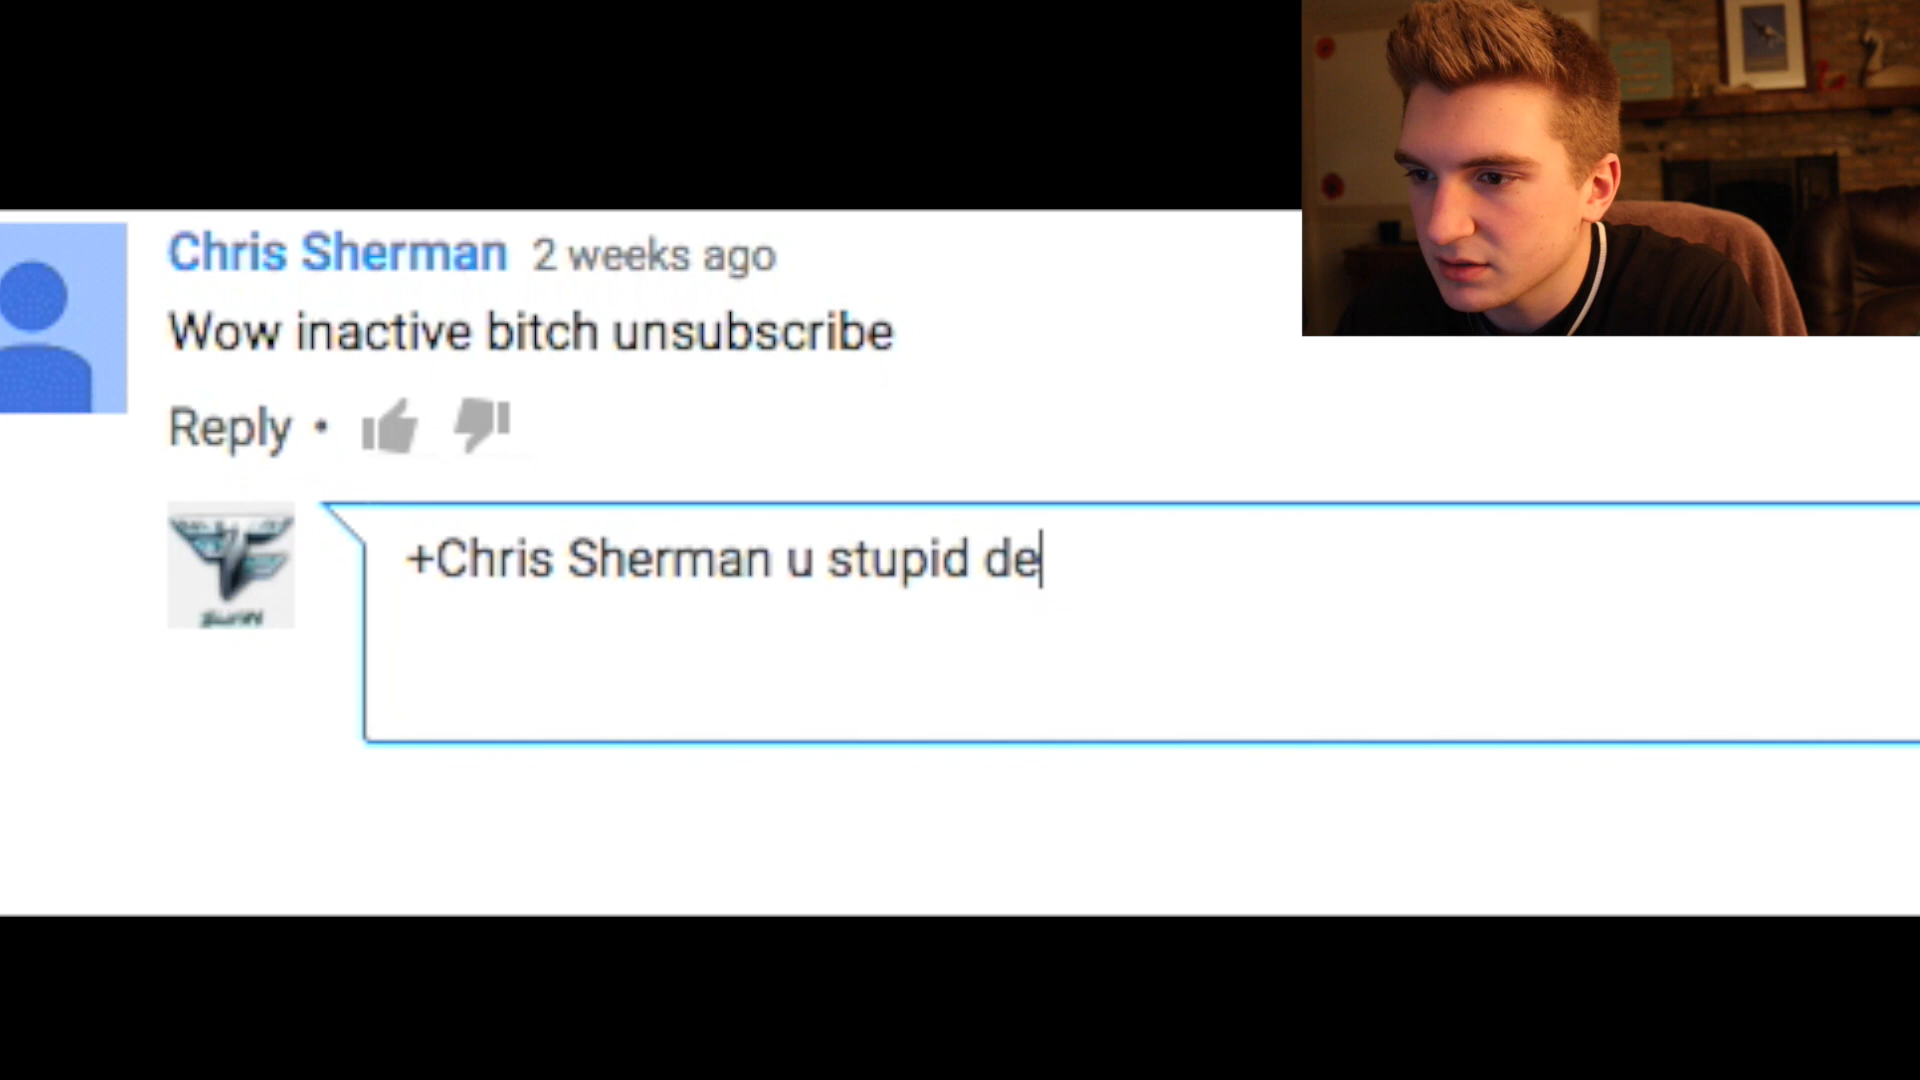 Chris Sherman 2 weeks ago
Wow inactive bitch unsubscribe
Reply •
+Chris Sherman u stupid de